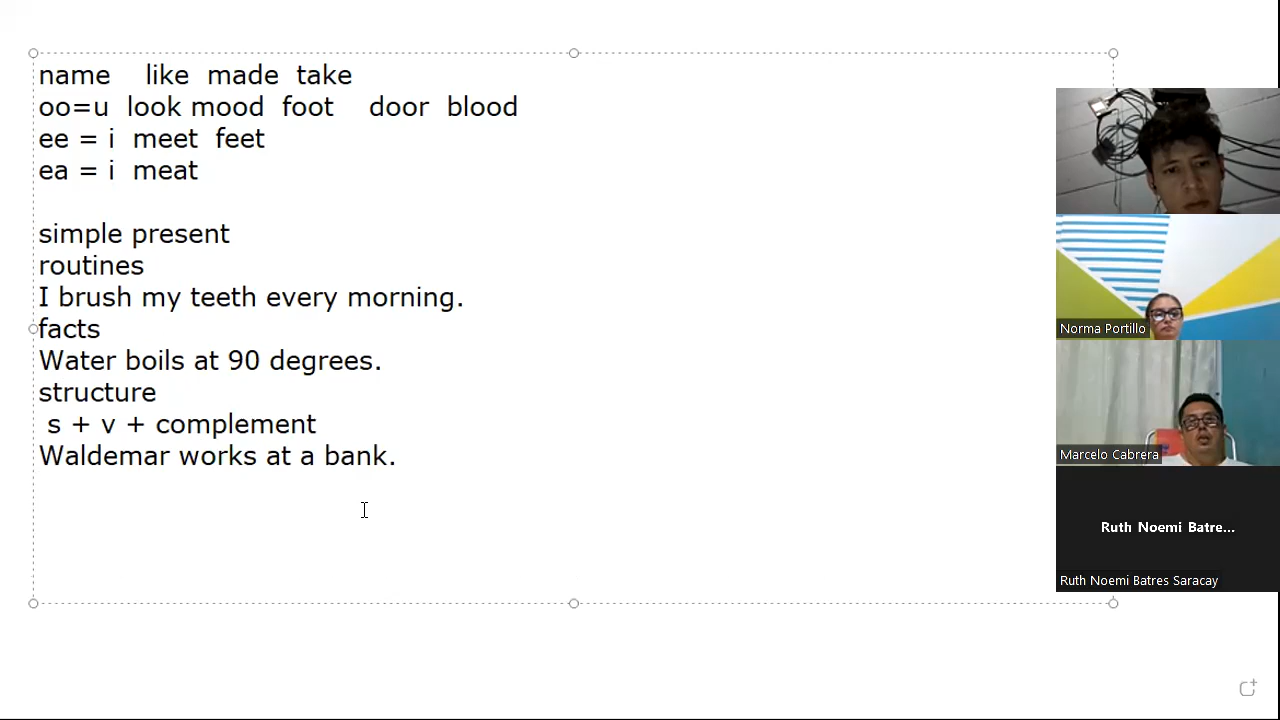 name like made take
oo=u look mood foot door blood
ee = i meet feet
ea = i meat
simple present
routines
I brush my teeth every morning.
facts
Water boils at 90 degrees.
structure
s + v + complement
Waldemar works at a bank.
Norma Portillo
Marcelo Cabrera
Ruth Noemi Batre...
Ruth Noemi Batres Saracay